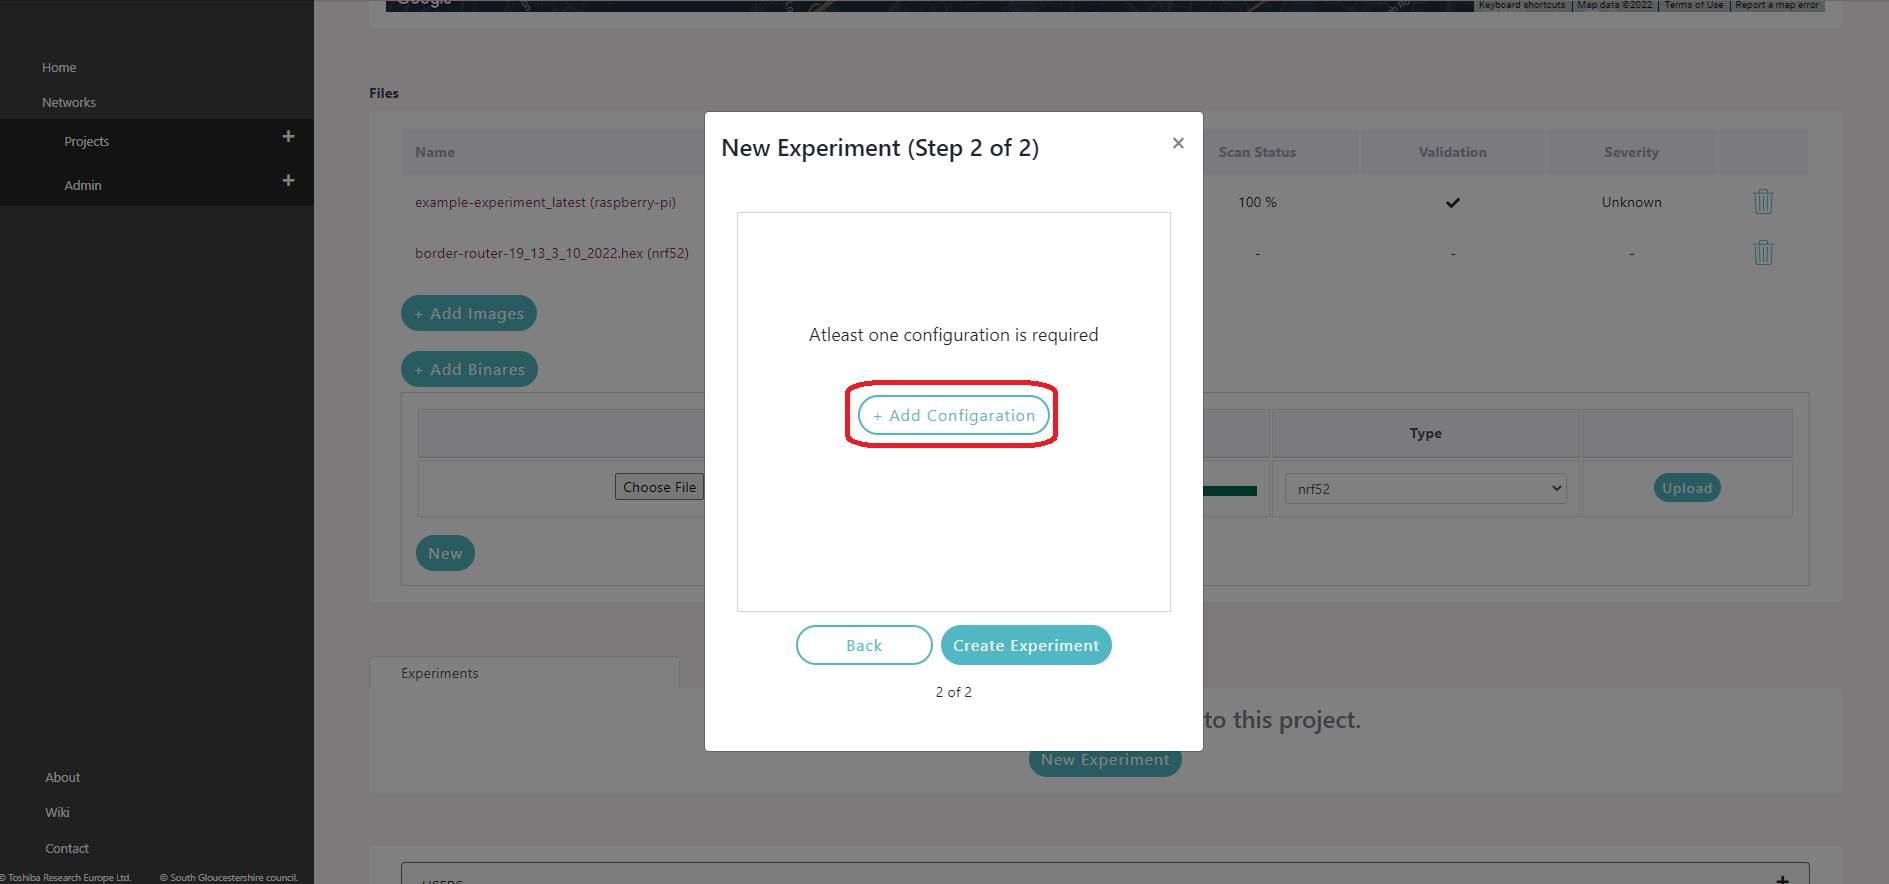 Google
Keyboard shortcuts
Map data ©2022
Terms of Use
Report a map error
Home
Networks
Projects
+
Admin
+
Files
Name
Scan Status
Validation
Severity
example-experiment_latest (raspberry-pi)
100 %
Unknown
border-router-19_13_3_10_2022.hex (nrf52)
-
-
-
+ Add Images
+ Add Binares
Type
Choose File
nrf52
Upload
New
New Experiment (Step 2 of 2)
×
Atleast one configuration is required
+ Add Configaration
Back
Create Experiment
2 of 2
Experiments
to this project.
New Experiment
About
Wiki
Contact
© Toshiba Research Europe Ltd.
© South Gloucestershire council.
USERS
+